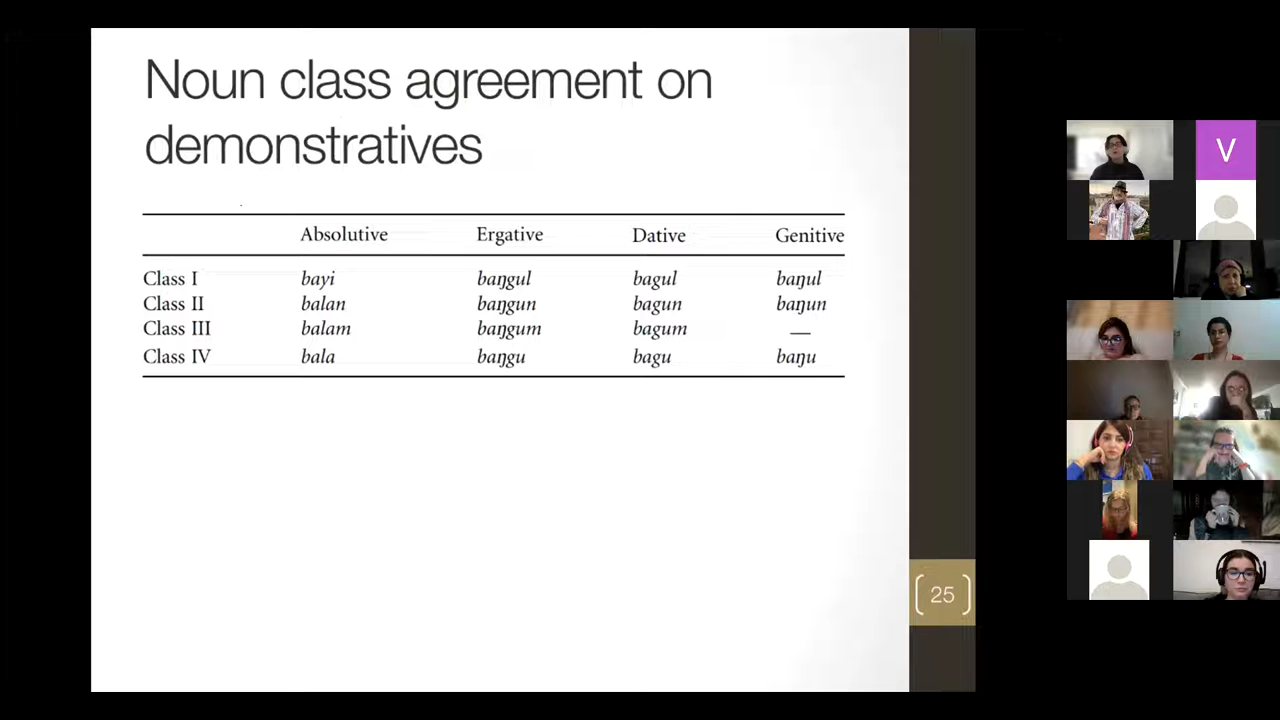 Noun class agreement on
demonstratives
Absolutive Ergative Dative Genitive
Class I bayi baŋgul bagul baŋul
Class II balan baŋgun bagun baŋun
Class III balam baŋgum bagum —
Class IV bala baŋgu bagu baŋu
25
V